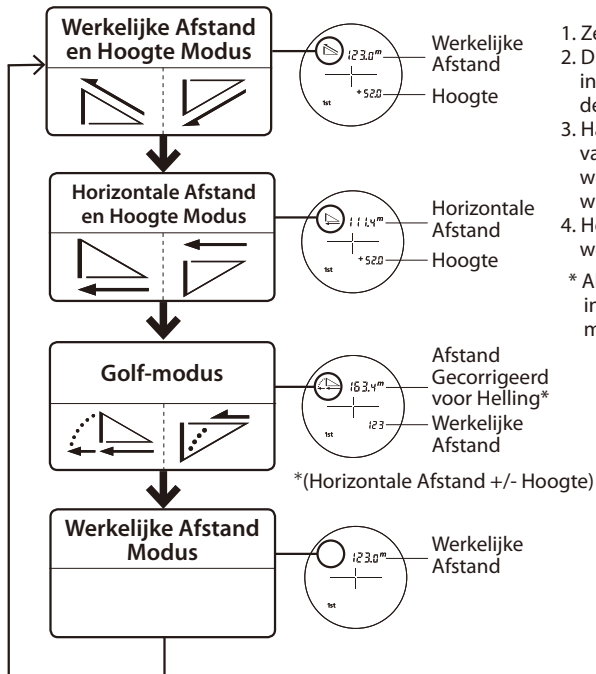 Werkelijke Afstand
en Hoogte Modus
123.0m
+52.0
1st
Werkelijke
Afstand
Hoogte
Horizontale Afstand
en Hoogte Modus
111.4m
+52.0
1st
Horizontale
Afstand
Hoogte
Golf-modus
163.4m
123
1st
Afstand
Gecorrigeerd
voor Helling*
Werkelijke
Afstand
*(Horizontale Afstand +/- Hoogte)
Werkelijke Afstand
Modus
123.0m
1st
Werkelijke
Afstand
1. Ze
2. D
in
de
3. Ha
va
w
w
4. He
w
* Al
in
m